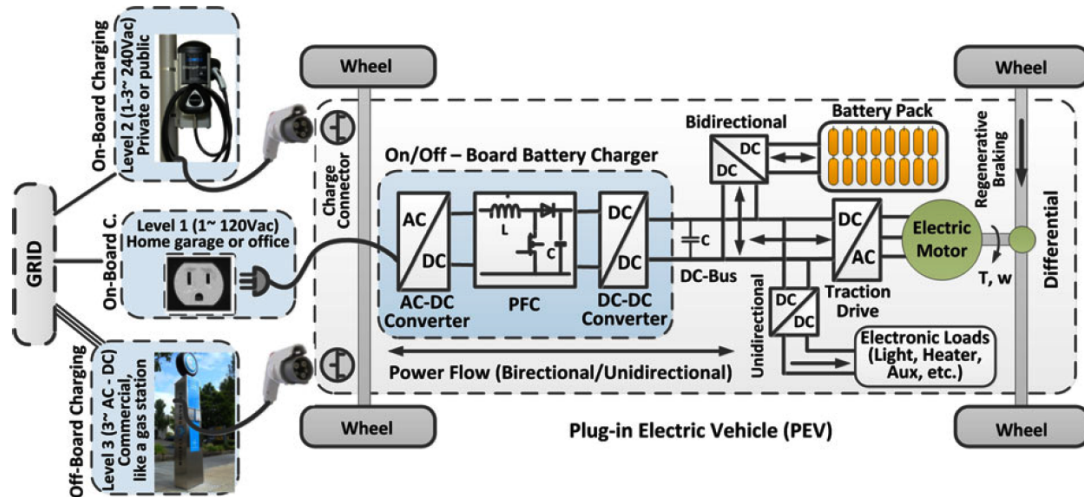 GRID
On-Board Charging
Level 2 (1-3~ 240Vac)
Private or public
On-Board C.
Level 1 (1~ 120Vac)
Home garage or office
Off-Board Charging
Level 3 (3~ AC - DC)
Commercial,
like a gas station
Wheel
Wheel
Charge
Connector
On/Off – Board Battery Charger
AC
DC
L
C
DC
DC
AC-DC
Converter
PFC
DC-DC
Converter
Power Flow (Birectional/Unidirectional)
C
DC-Bus
Bidirectional
DC
DC
Battery Pack
DC
AC
Traction
Drive
Electric
Motor
Regenerative
Braking
T, w
Differential
Unidirectional
DC
DC
Electronic Loads
(Light, Heater,
Aux, etc.)
Wheel
Wheel
Plug-in Electric Vehicle (PEV)